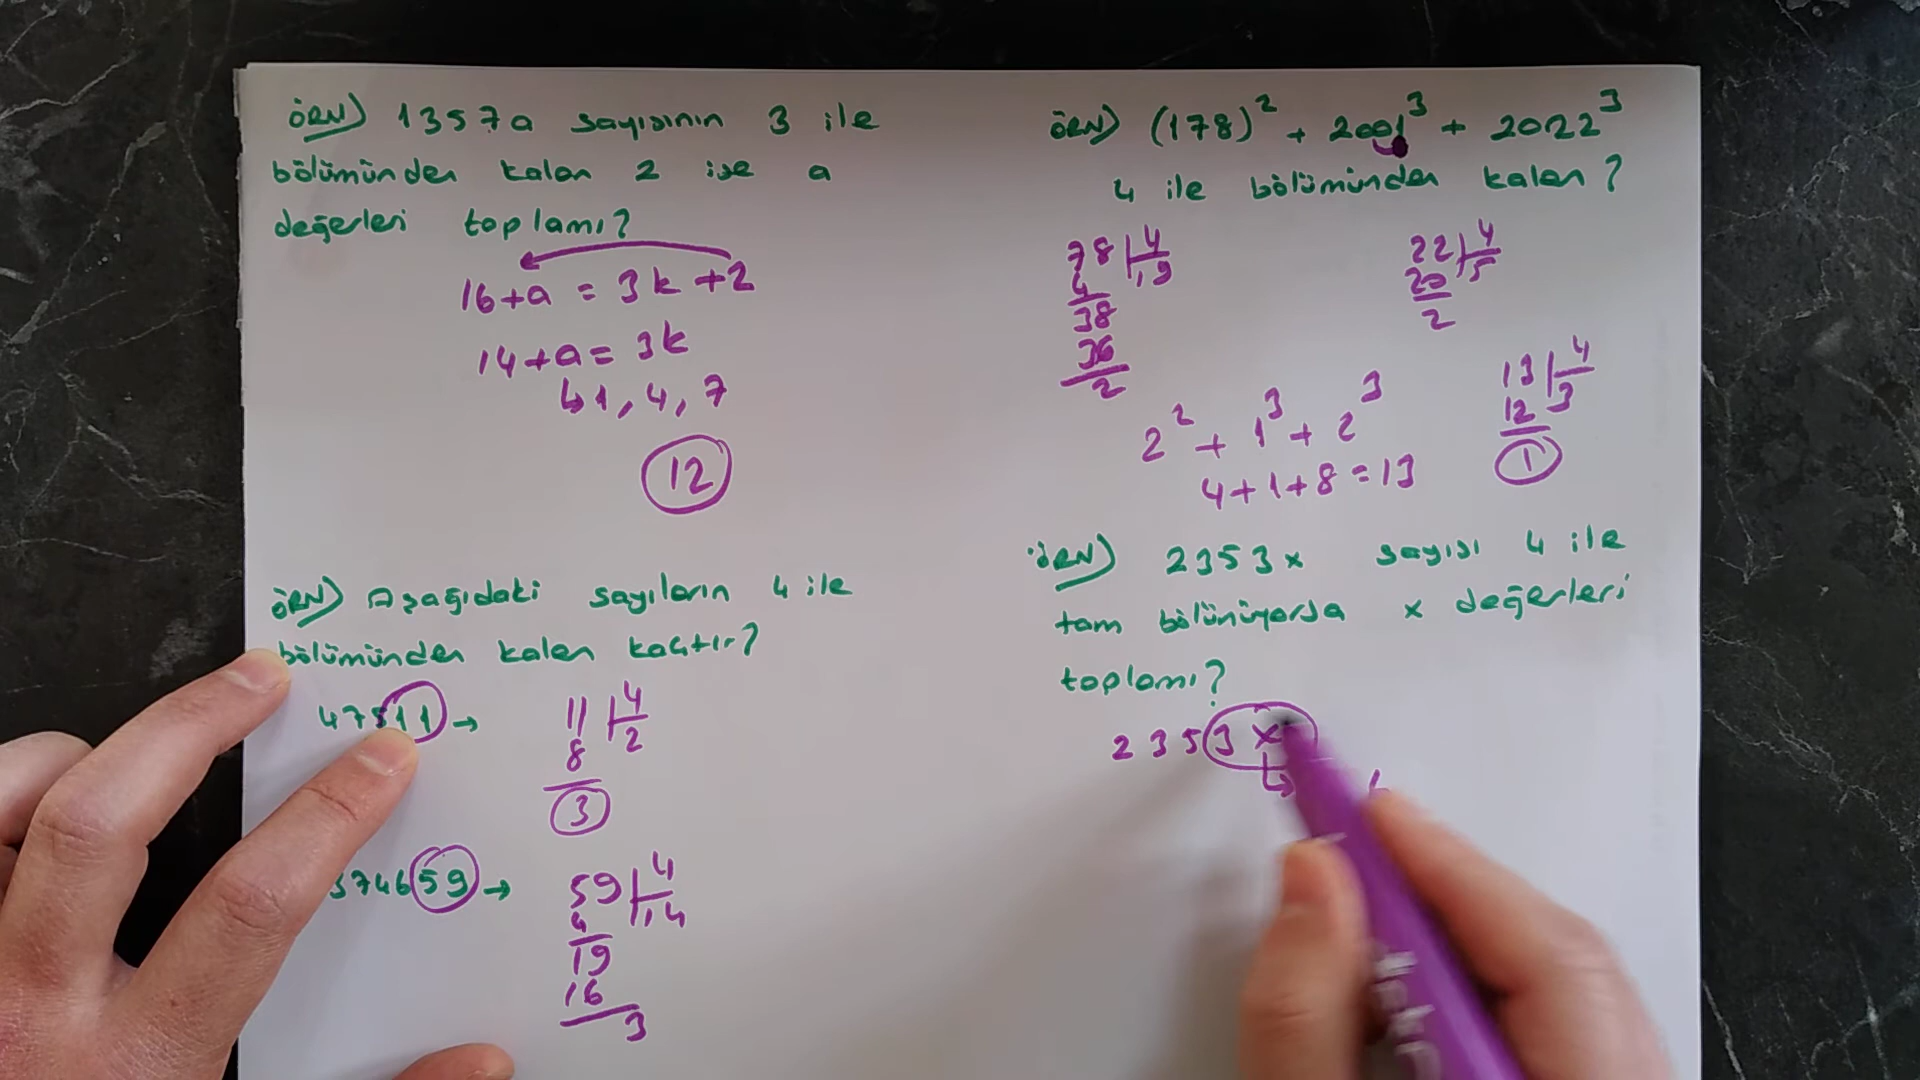 ÖRN) 1357a sayısının 3 ile
bölümünden kalan 2 ise a
değerleri toplamı?
16+a = 3k+2
14+a = 3k
↳ 1, 4, 7
12
ÖRN) Aşağıdaki sayıların 4 ile
bölümünden kalan kaçtır?
47511 →
11 | 4
8 2
3
374659 →
59 | 4
4 14
19
16
3
ÖRN) (178)² + 2001³ + 2022³
4 ile bölümünden kalan?
78 | 4
4 19
38
36
2
22 | 4
20 5
2
2² + 1³ + 2³
4+1+8 = 13
13 | 4
12 3
1
ÖRN) 2353x sayısı 4 ile
tam bölünüyorsa x değerleri
toplamı?
2353x
↳